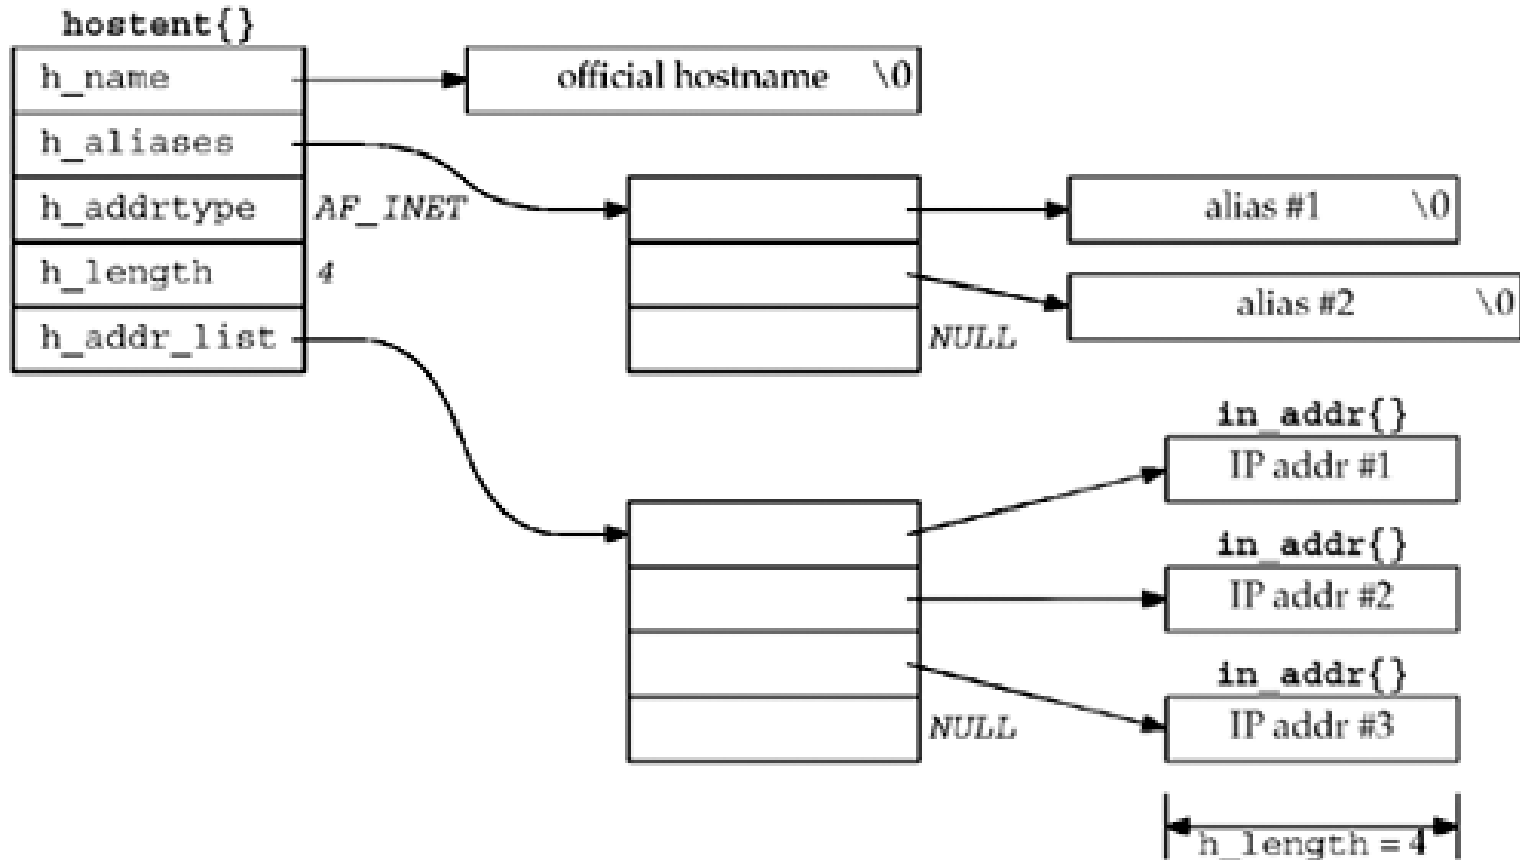 hostent{}
h_name
official hostname \0
h_aliases
h_addrtype AF_INET
alias #1 \0
h_length 4
alias #2 \0
h_addr_list
NULL
in_addr{}
IP addr #1
in_addr{}
IP addr #2
in_addr{}
IP addr #3
NULL
h_length = 4